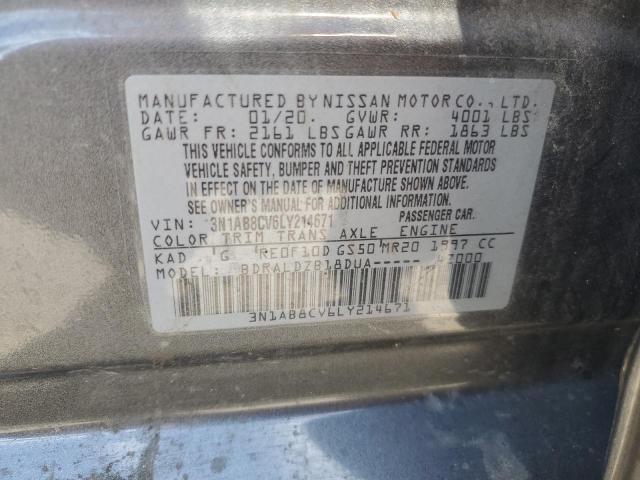 MANUFACTURED BY NISSAN MOTOR CO., LTD.
DATE: 01/20. GVWR: 4001 LBS
GAWR FR: 2161 LBS GAWR RR: 1863 LBS
THIS VEHICLE CONFORMS TO ALL APPLICABLE FEDERAL MOTOR
VEHICLE SAFETY, BUMPER AND THEFT PREVENTION STANDARDS
IN EFFECT ON THE DATE OF MANUFACTURE SHOWN ABOVE.
SEE OWNER'S MANUAL FOR ADDITIONAL INFORMATION.
VIN: 3N1AB8CV6LY214671 PASSENGER CAR.
COLOR TRIM TRANS AXLE ENGINE
KAD G RE0F10D GS50 MR20 1997 CC
MODEL: BDRALDZB18DUA-----
3N1AB8CV6LY214671